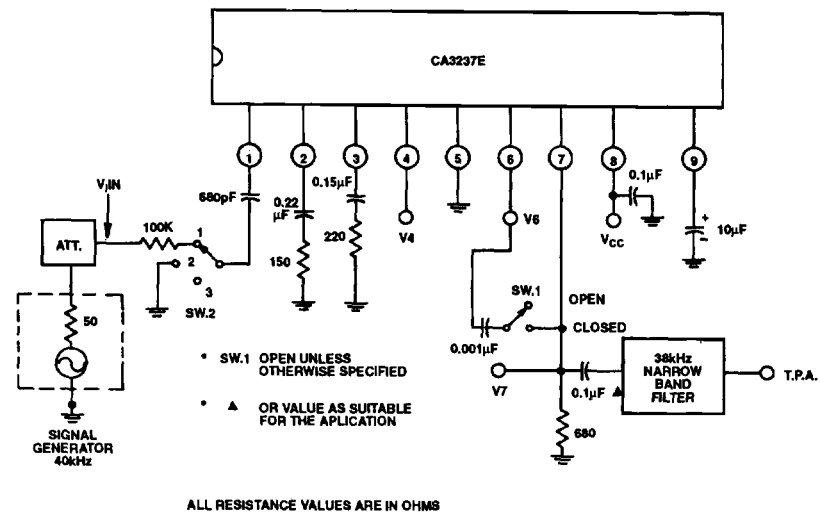 CA3237E
1
2
3
4
5
6
7
8
9
680pF
0.22
µF
0.15µF
0.1µF
10µF
+
–
V₁IN
100K
ATT.
1
2
3
SW.2
150
220
V4
V6
VCC
50
SW.1
OPEN
CLOSED
0.001µF
V7
0.1µF
▲
680
38kHz
NARROW
BAND
FILTER
T.P.A.
* SW.1 OPEN UNLESS
OTHERWISE SPECIFIED
* ▲ OR VALUE AS SUITABLE
FOR THE APLICATION
SIGNAL
GENERATOR
40kHz
ALL RESISTANCE VALUES ARE IN OHMS